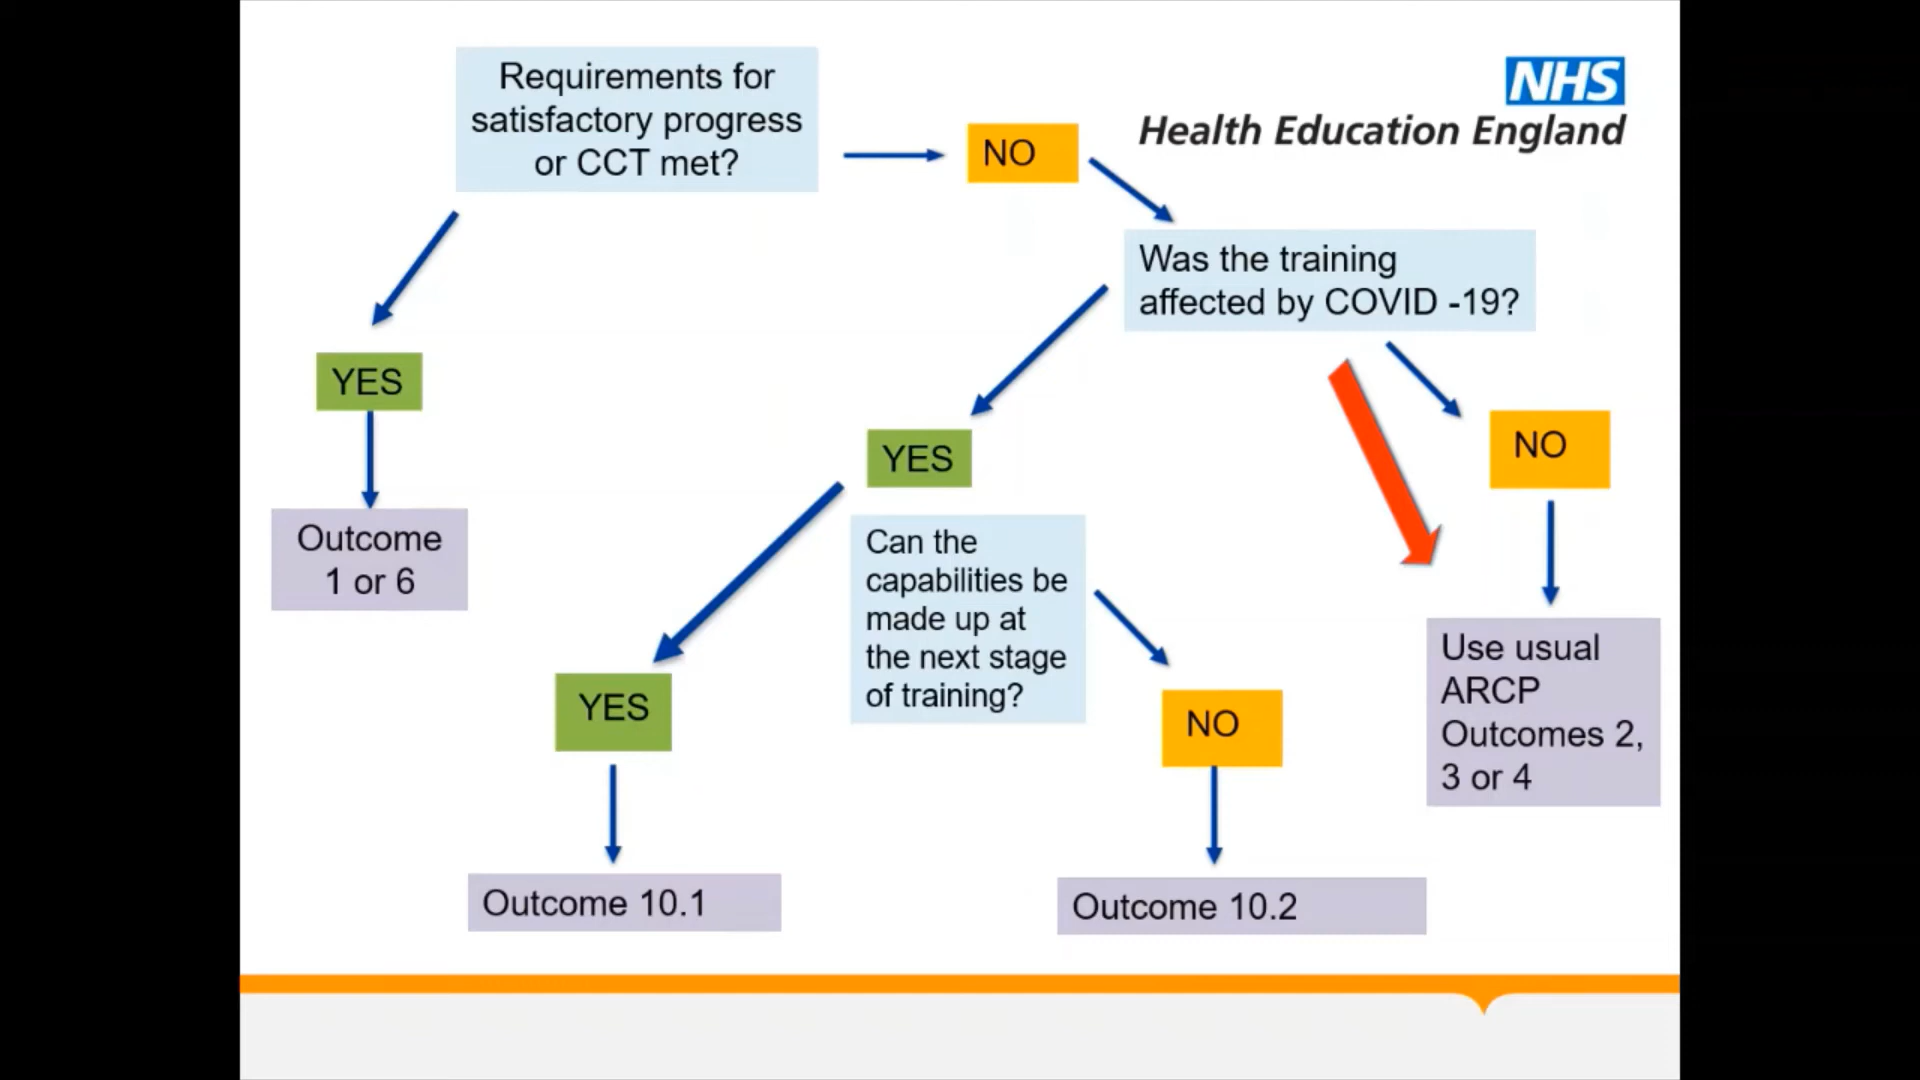 Requirements for
satisfactory progress
or CCT met?
NO
NHS
Health Education England
Was the training
affected by COVID -19?
YES
Outcome
1 or 6
YES
NO
Can the
capabilities be
made up at
the next stage
of training?
Use usual
ARCP
Outcomes 2,
3 or 4
YES
NO
Outcome 10.1
Outcome 10.2